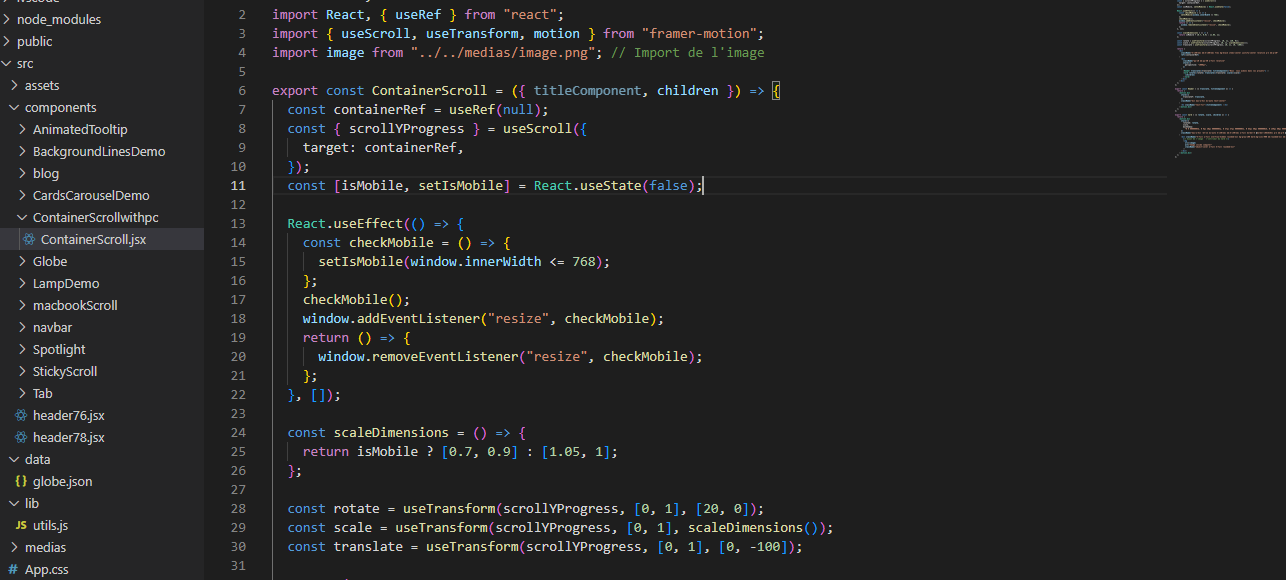 node_modules
public
src
assets
components
AnimatedTooltip
BackgroundLinesDemo
blog
CardsCarouselDemo
ContainerScrollwithpc
ContainerScroll.jsx
Globe
LampDemo
macbookScroll
navbar
Spotlight
StickyScroll
Tab
header76.jsx
header78.jsx
data
{} globe.json
lib
JS utils.js
medias
# App.css
2 import React, { useRef } from "react";
3 import { useScroll, useTransform, motion } from "framer-motion";
4 import image from "../../medias/image.png"; // Import de l'image
5
6 export const ContainerScroll = ({ titleComponent, children }) => {
7 const containerRef = useRef(null);
8 const { scrollYProgress } = useScroll({
9 target: containerRef,
10 });
11 const [isMobile, setIsMobile] = React.useState(false);
12
13 React.useEffect(() => {
14 const checkMobile = () => {
15 setIsMobile(window.innerWidth <= 768);
16 };
17 checkMobile();
18 window.addEventListener("resize", checkMobile);
19 return () => {
20 window.removeEventListener("resize", checkMobile);
21 };
22 }, []);
23
24 const scaleDimensions = () => {
25 return isMobile ? [0.7, 0.9] : [1.05, 1];
26 };
27
28 const rotate = useTransform(scrollYProgress, [0, 1], [20, 0]);
29 const scale = useTransform(scrollYProgress, [0, 1], scaleDimensions());
30 const translate = useTransform(scrollYProgress, [0, 1], [0, -100]);
31